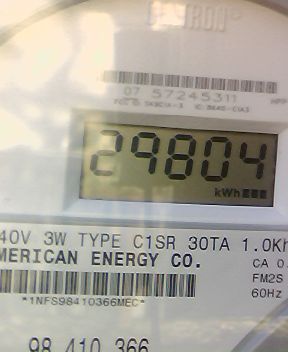 07 57245311
29804
kWh
40V 3W TYPE C1SR 30TA 1.0Kh
MERICAN ENERGY CO.
CA 0.
FM2S
60Hz
*1NFS98410366MEC*
98 410 366